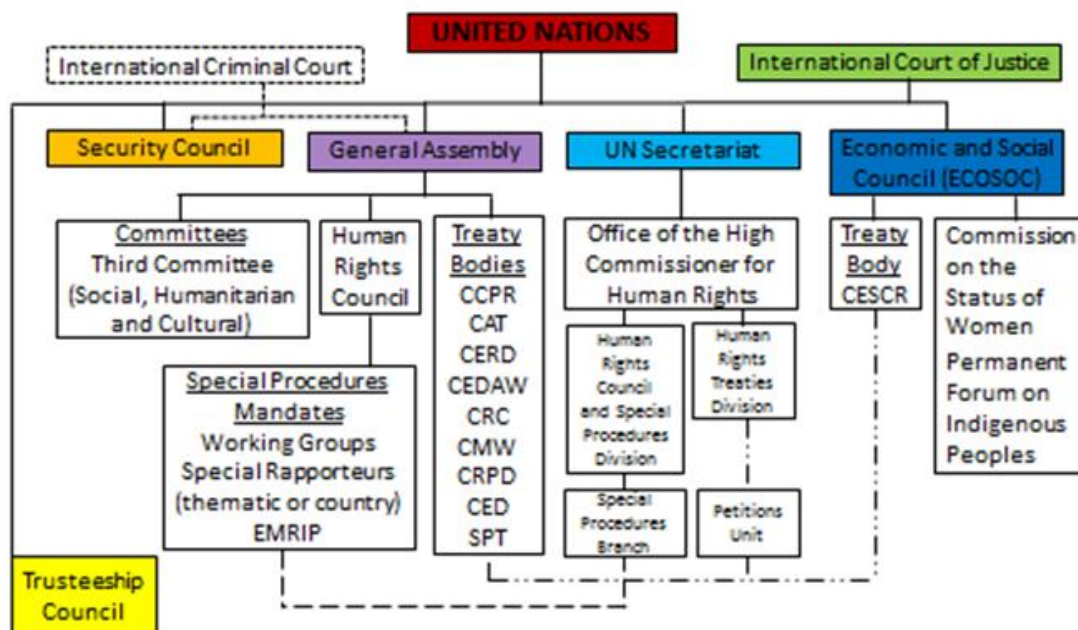 UNITED NATIONS
International Criminal Court
International Court of Justice
Security Council
General Assembly
UN Secretariat
Economic and Social
Council (ECOSOC)
Committees
Third Committee
(Social, Humanitarian
and Cultural)
Human
Rights
Council
Treaty
Bodies
CCPR
CAT
CERD
CEDAW
CRC
CMW
CRPD
CED
SPT
Office of the High
Commissioner for
Human Rights
Treaty
Body
CESCR
Commission
on the
Status of
Women
Permanent
Forum on
Indigenous
Peoples
Special Procedures
Mandates
Working Groups
Special Rapporteurs
(thematic or country)
EMRIP
Human
Rights
Council
and Special
Procedures
Division
Human
Rights
Treaties
Division
Special
Procedures
Branch
Petitions
Unit
Trusteeship
Council